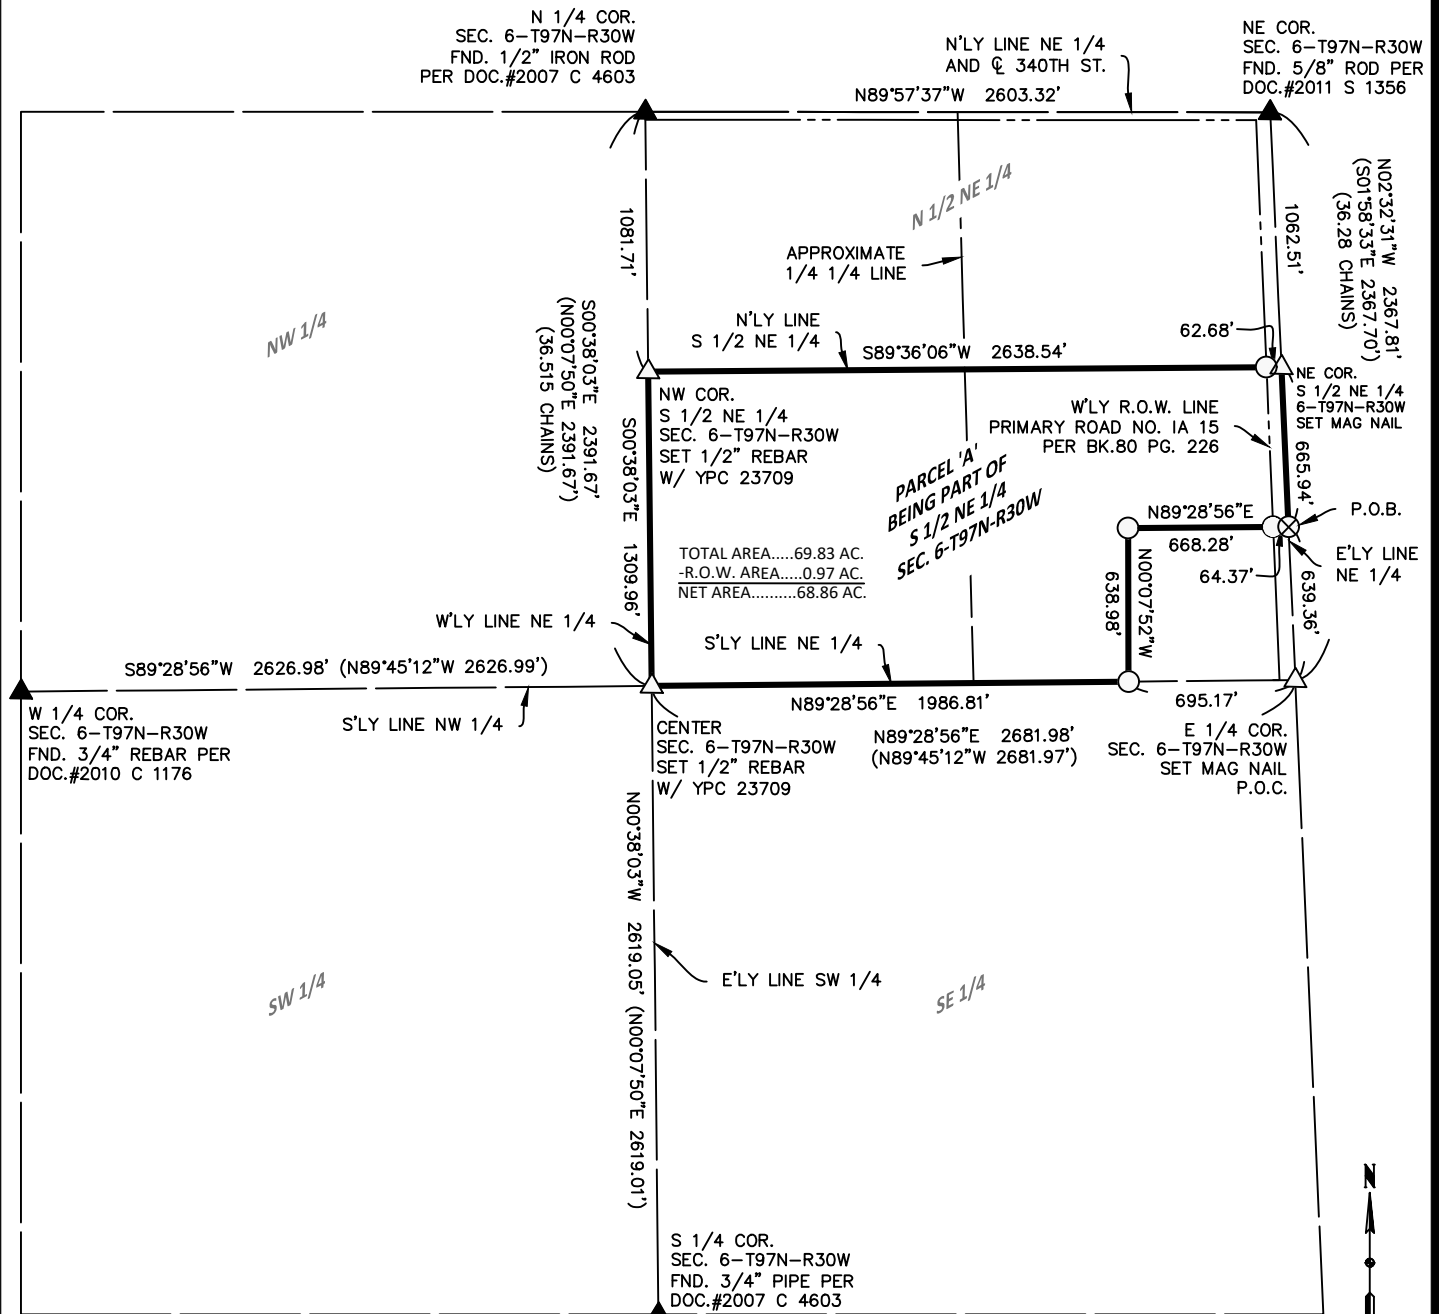 N 1/4 COR.
SEC. 6-T97N-R30W
FND. 1/2" IRON ROD
PER DOC.#2007 C 4603
N'LY LINE NE 1/4
AND ℄ 340TH ST.
NE COR.
SEC. 6-T97N-R30W
FND. 5/8" ROD PER
DOC.#2011 S 1356
N89°57'37"W 2603.32'
N02°32'31"W 2367.81'
(S01°58'33"E 2367.70')
(36.28 CHAINS)
1062.51'
1081.71'
N 1/2 NE 1/4
APPROXIMATE
1/4 1/4 LINE
NW 1/4
S00°38'03"E 2391.67'
(N00°07'50"E 2391.67')
(36.515 CHAINS)
N'LY LINE
S 1/2 NE 1/4
62.68'
S89°36'06"W 2638.54'
NE COR.
S 1/2 NE 1/4
6-T97N-R30W
SET MAG NAIL
NW COR.
S 1/2 NE 1/4
SEC. 6-T97N-R30W
SET 1/2" REBAR
W/ YPC 23709
W'LY R.O.W. LINE
PRIMARY ROAD NO. IA 15
PER BK.80 PG. 226
S00°38'03"E 1309.96'
665.94'
PARCEL 'A'
BEING PART OF
S 1/2 NE 1/4
SEC. 6-T97N-R30W
N89°28'56"E
668.28'
P.O.B.
E'LY LINE
NE 1/4
64.37'
TOTAL AREA.....69.83 AC.
-R.O.W. AREA.....0.97 AC.
NET AREA..........68.86 AC.
N00°07'52"W
638.98'
639.36'
W'LY LINE NE 1/4
S'LY LINE NE 1/4
S89°28'56"W 2626.98' (N89°45'12"W 2626.99')
S'LY LINE NW 1/4
N89°28'56"E 1986.81'
695.17'
W 1/4 COR.
SEC. 6-T97N-R30W
FND. 3/4" REBAR PER
DOC.#2010 C 1176
CENTER
SEC. 6-T97N-R30W
SET 1/2" REBAR
W/ YPC 23709
N89°28'56"E 2681.98'
(N89°45'12"W 2681.97')
E 1/4 COR.
SEC. 6-T97N-R30W
SET MAG NAIL
P.O.C.
N00°38'03"W 2619.05' (N00°07'50"E 2619.01')
E'LY LINE SW 1/4
SW 1/4
SE 1/4
N
S 1/4 COR.
SEC. 6-T97N-R30W
FND. 3/4" PIPE PER
DOC.#2007 C 4603